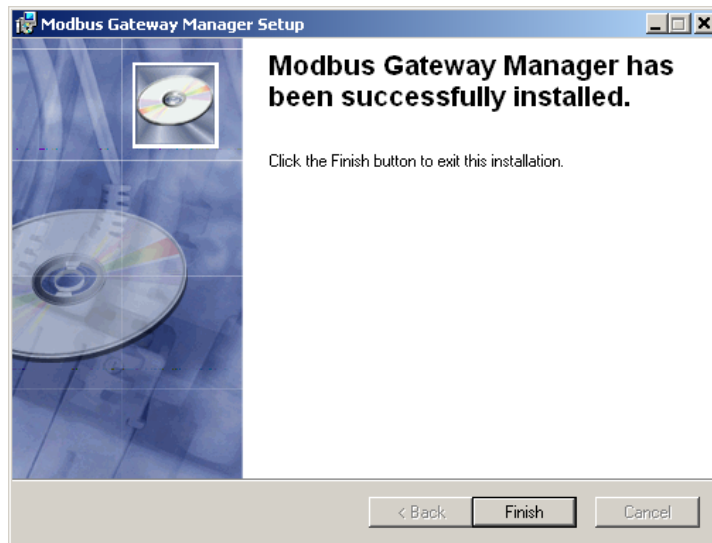 Modbus Gateway Manager Setup
Modbus Gateway Manager has
been successfully installed.
Click the Finish button to exit this installation.
< Back
Finish
Cancel